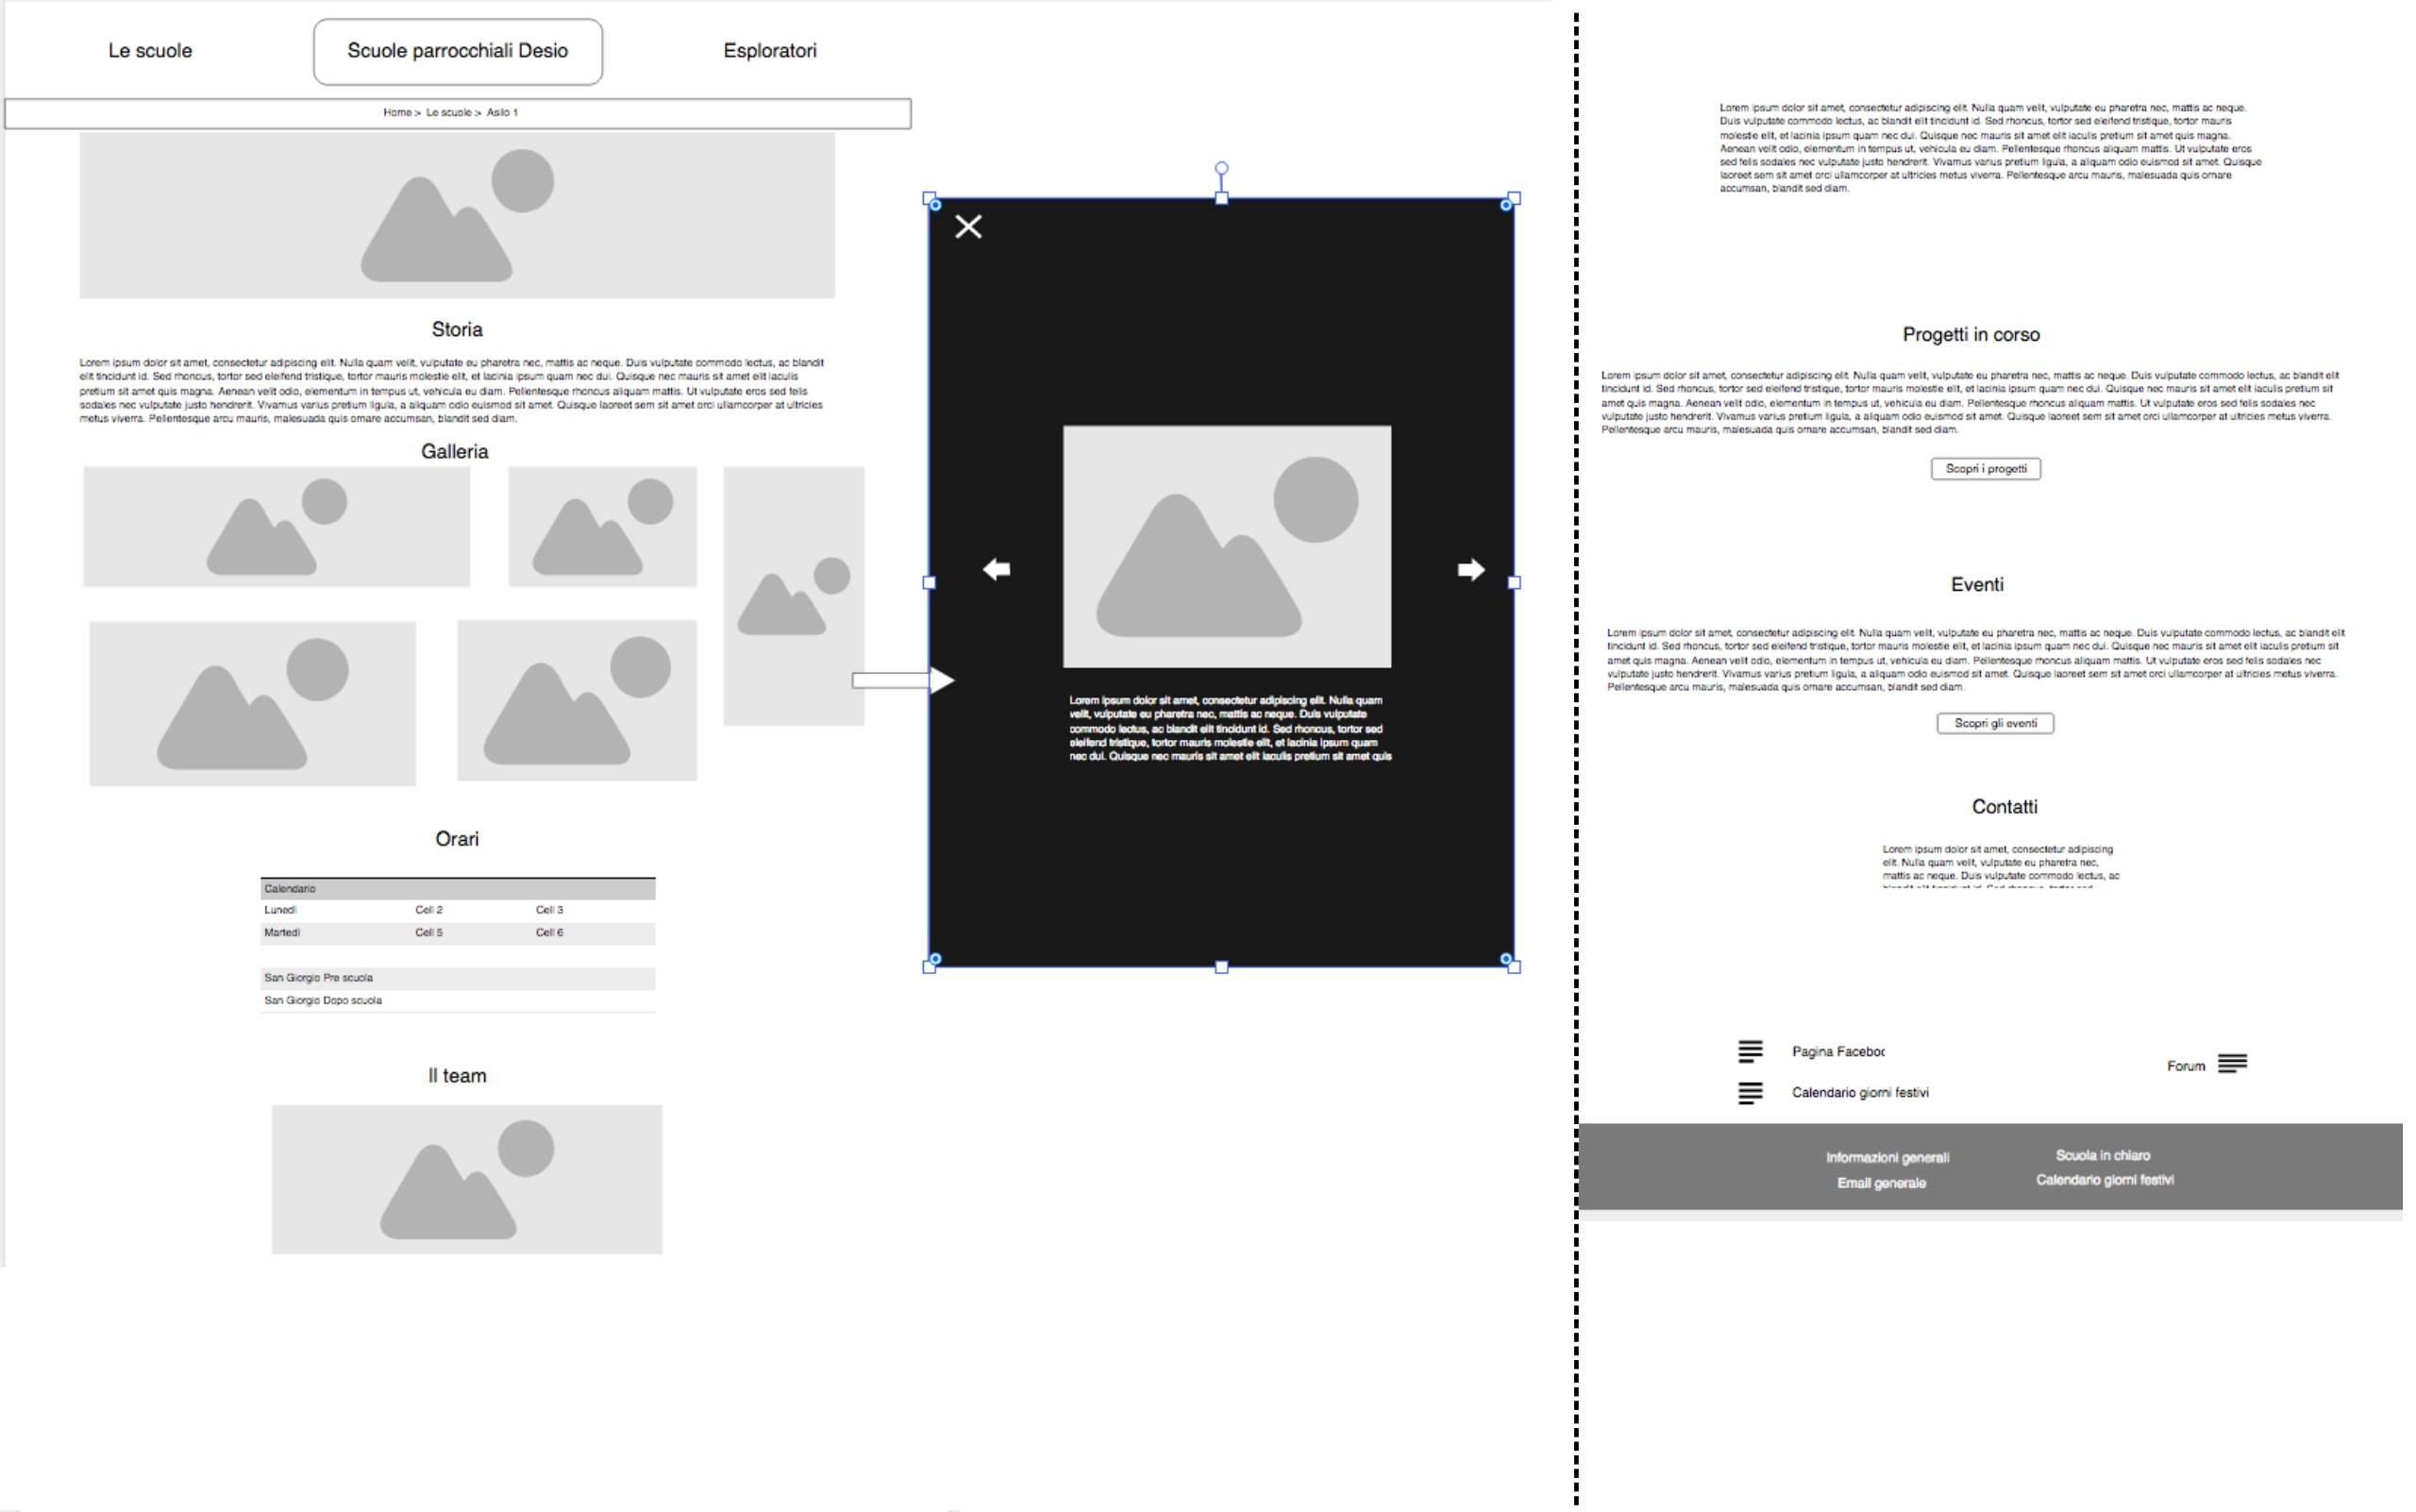 Le scuole
Scuole parrocchiali Desio
Esploratori
Home > Le scuole > Asilo 1
Storia
Lorem ipsum dolor sit amet, consectetur adipiscing elit. Nulla quam velit, vulputate eu pharetra nec, mattis ac neque. Duis vulputate commodo lectus, ac blandit
elit tincidunt id. Sed rhoncus, tortor sed eleifend tristique, tortor mauris molestie elit, et lacinia ipsum quam nec dui. Quisque nec mauris sit amet elit iaculis
pretium sit amet quis magna. Aenean velit odio, elementum in tempus ut, vehicula eu diam. Pellentesque rhoncus aliquam mattis. Ut vulputate eros sed felis
sodales nec vulputate justo hendrerit. Vivamus varius pretium ligula, a aliquam odio euismod sit amet. Quisque laoreet sem sit amet orci ullamcorper at ultricies
metus viverra. Pellentesque arcu mauris, malesuada quis ornare accumsan, blandit sed diam.
Galleria
Lorem ipsum dolor sit amet, consectetur adipiscing elit. Nulla quam
velit, vulputate eu pharetra nec, mattis ac neque. Duis vulputate
commodo lectus, ac blandit elit tincidunt id. Sed rhoncus, tortor sed
eleifend tristique, tortor mauris molestie elit, et lacinia ipsum quam
nec dui. Quisque nec mauris sit amet elit iaculis pretium sit amet quis
Orari
Calendario
Lunedì Cell 2 Cell 3
Martedì Cell 5 Cell 6
San Giorgio Pre scuola
San Giorgio Dopo scuola
Il team
Lorem ipsum dolor sit amet, consectetur adipiscing elit. Nulla quam velit, vulputate eu pharetra nec, mattis ac neque.
Duis vulputate commodo lectus, ac blandit elit tincidunt id. Sed rhoncus, tortor sed eleifend tristique, tortor mauris
molestie elit, et lacinia ipsum quam nec dui. Quisque nec mauris sit amet elit iaculis pretium sit amet quis magna.
Aenean velit odio, elementum in tempus ut, vehicula eu diam. Pellentesque rhoncus aliquam mattis. Ut vulputate eros
sed felis sodales nec vulputate justo hendrerit. Vivamus varius pretium ligula, a aliquam odio euismod sit amet. Quisque
laoreet sem sit amet orci ullamcorper at ultricies metus viverra. Pellentesque arcu mauris, malesuada quis ornare
accumsan, blandit sed diam.
Progetti in corso
Lorem ipsum dolor sit amet, consectetur adipiscing elit. Nulla quam velit, vulputate eu pharetra nec, mattis ac neque. Duis vulputate commodo lectus, ac blandit elit
tincidunt id. Sed rhoncus, tortor sed eleifend tristique, tortor mauris molestie elit, et lacinia ipsum quam nec dui. Quisque nec mauris sit amet elit iaculis pretium sit
amet quis magna. Aenean velit odio, elementum in tempus ut, vehicula eu diam. Pellentesque rhoncus aliquam mattis. Ut vulputate eros sed felis sodales nec
vulputate justo hendrerit. Vivamus varius pretium ligula, a aliquam odio euismod sit amet. Quisque laoreet sem sit amet orci ullamcorper at ultricies metus viverra.
Pellentesque arcu mauris, malesuada quis ornare accumsan, blandit sed diam.
Scopri i progetti
Eventi
Lorem ipsum dolor sit amet, consectetur adipiscing elit. Nulla quam velit, vulputate eu pharetra nec, mattis ac neque. Duis vulputate commodo lectus, ac blandit elit
tincidunt id. Sed rhoncus, tortor sed eleifend tristique, tortor mauris molestie elit, et lacinia ipsum quam nec dui. Quisque nec mauris sit amet elit iaculis pretium sit
amet quis magna. Aenean velit odio, elementum in tempus ut, vehicula eu diam. Pellentesque rhoncus aliquam mattis. Ut vulputate eros sed felis sodales nec
vulputate justo hendrerit. Vivamus varius pretium ligula, a aliquam odio euismod sit amet. Quisque laoreet sem sit amet orci ullamcorper at ultricies metus viverra.
Pellentesque arcu mauris, malesuada quis ornare accumsan, blandit sed diam.
Scopri gli eventi
Contatti
Lorem ipsum dolor sit amet, consectetur adipiscing
elit. Nulla quam velit, vulputate eu pharetra nec,
mattis ac neque. Duis vulputate commodo lectus, ac
Pagina Faceboc
Forum
Calendario giorni festivi
Informazioni generali
Scuola in chiaro
Email generale
Calendario giorni festivi